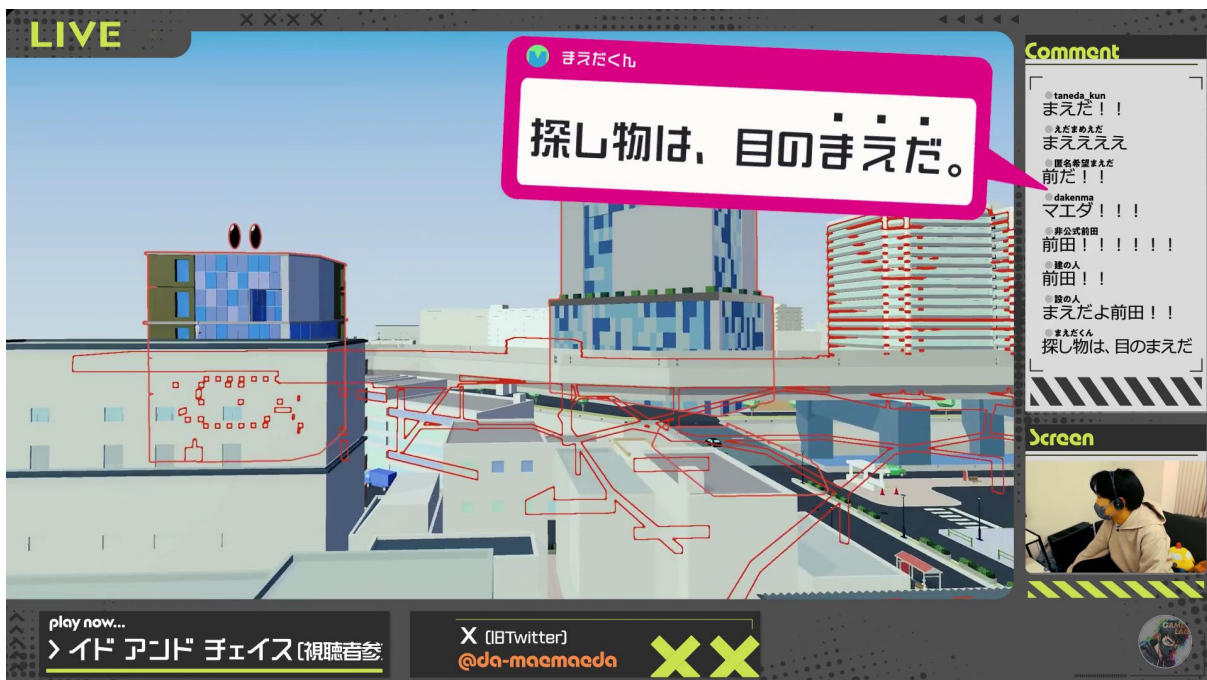 LIVE
まえだくん
探し物は、目のまえだ。
Comment
taneda_kun
まえだ！！
えだまめえだ
まええええ
匿名希望まえだ
前だ！！
dakenma
マエダ！！！
非公式前田
前田！！！！！！
建の人
前田！！
設の人
まえだよ前田！！
まえだくん
探し物は、目のまえだ
Screen
play now...
イド アンド チェイス〔視聴者参
X (旧Twitter)
@da-maemaeda
GAME
LAB